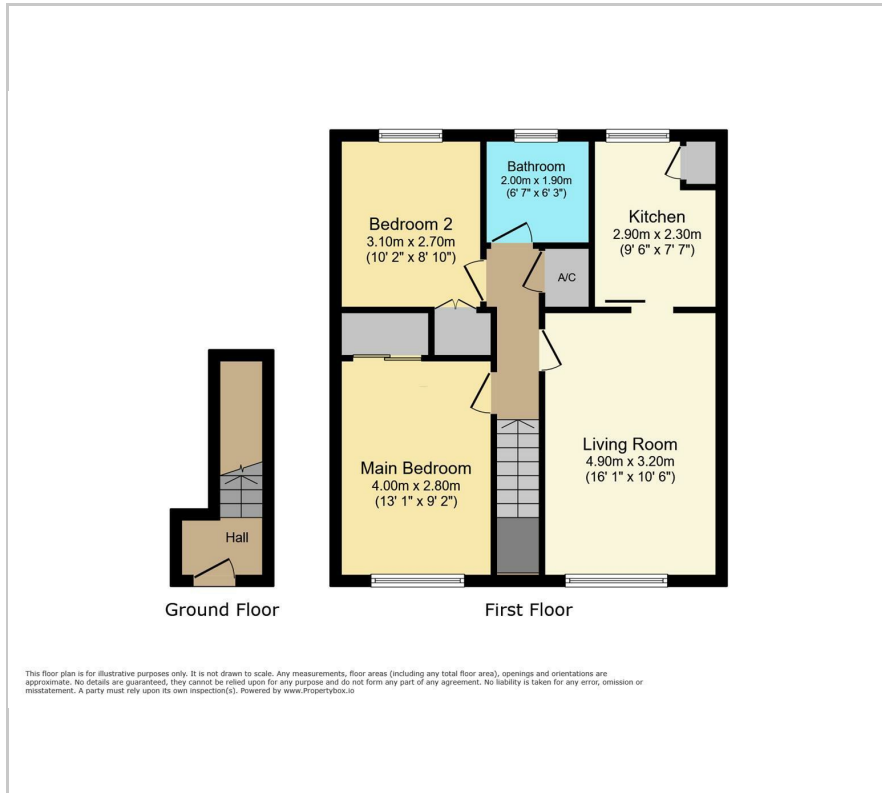 Bathroom
2.00m x 1.90m
(6' 7" x 6' 3")
Bedroom 2
3.10m x 2.70m
(10' 2" x 8' 10")
Kitchen
2.90m x 2.30m
(9' 6" x 7' 7")
A/C
Main Bedroom
4.00m x 2.80m
(13' 1" x 9' 2")
Living Room
4.90m x 3.20m
(16' 1" x 10' 6")
Hall
Ground Floor
First Floor
This floor plan is for illustrative purposes only. It is not drawn to scale. Any measurements, floor areas (including any total floor area), openings and orientations are
approximate. No details are guaranteed, they cannot be relied upon for any purpose and do not form any part of any agreement. No liability is taken for any error, omission or
misstatement. A party must rely upon its own inspection(s). Powered by www.Propertybox.io